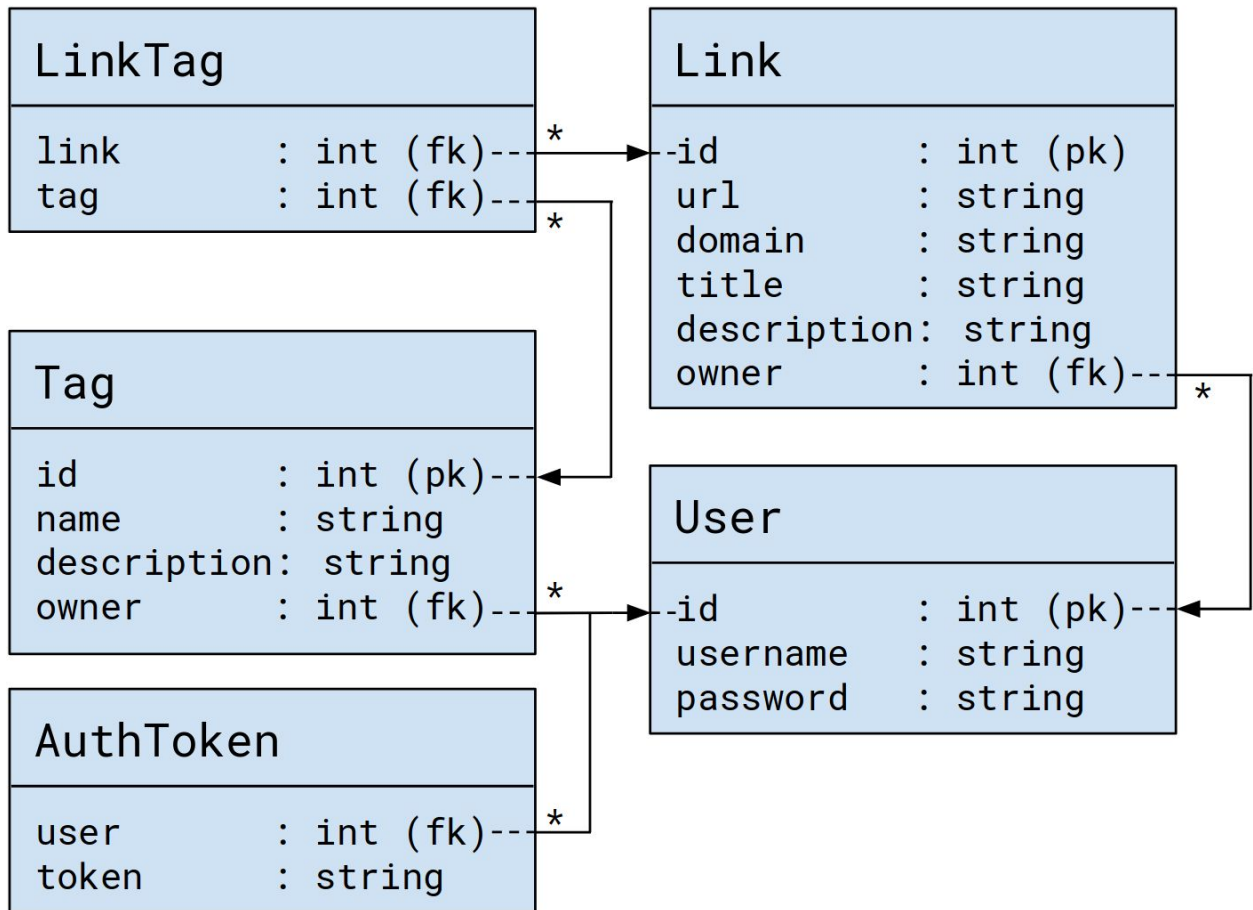 LinkTag
link : int (fk)
tag : int (fk)
*
*
Link
id : int (pk)
url : string
domain : string
title : string
description: string
owner : int (fk)
*
Tag
id : int (pk)
name : string
description: string
owner : int (fk)
*
User
id : int (pk)
username : string
password : string
AuthToken
user : int (fk)
token : string
*